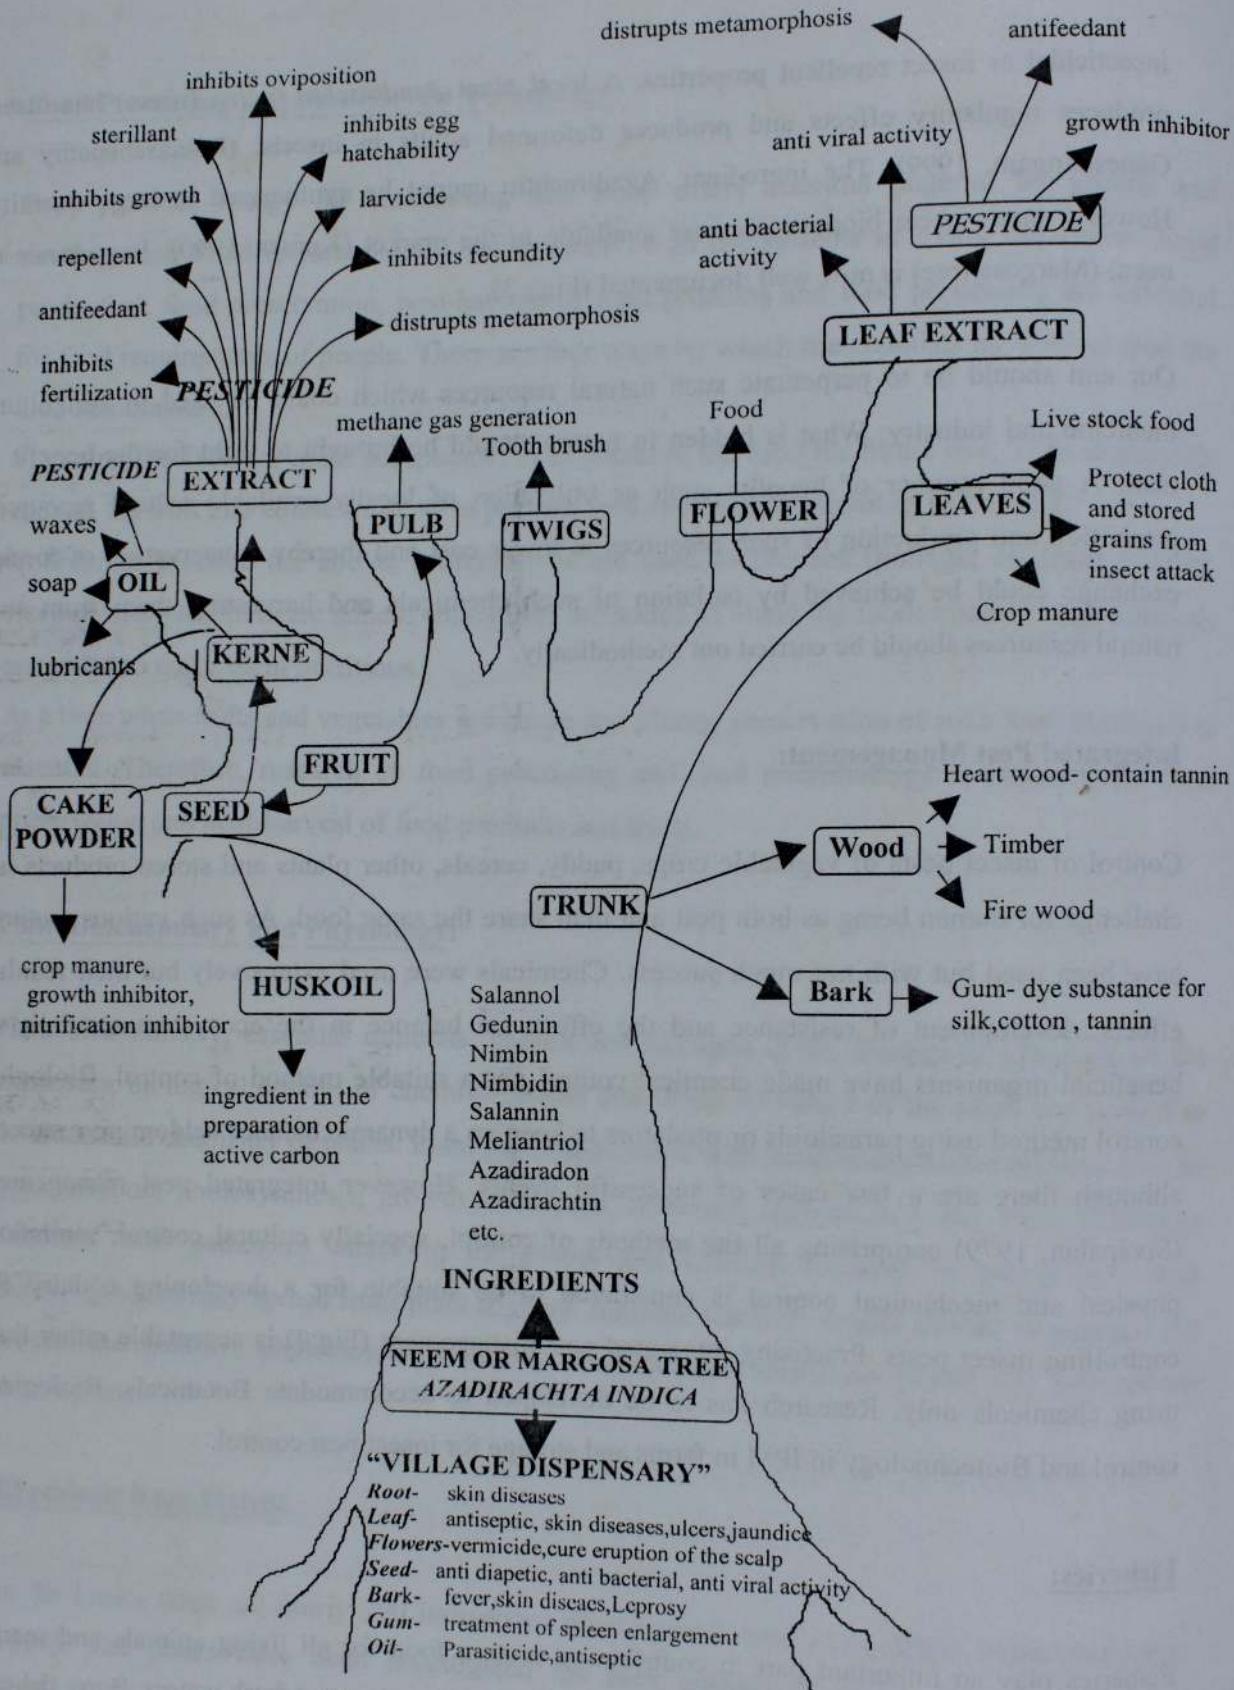 distrupts metamorphosis
antifeedant
inhibits oviposition
sterillant
inhibits egg
hatchability
anti viral activity
growth inhibitor
inhibits growth
larvicide
PESTICIDE
repellent
inhibits fecundity
anti bacterial
activity
antifeedant
distrupts metamorphosis
LEAF EXTRACT
inhibits
fertilization
PESTICIDE
methane gas generation
Tooth brush
Food
Live stock food
PESTICIDE
EXTRACT
PULB
TWIGS
FLOWER
LEAVES
Protect cloth
and stored
grains from
insect attack
waxes
soap
OIL
lubricants
KERNE
Crop manure
FRUIT
CAKE
POWDER
SEED
Heart wood- contain tannin
Wood
Timber
Fire wood
TRUNK
crop manure,
growth inhibitor,
nitrification inhibitor
HUSKOIL
Bark
Gum- dye substance for
silk,cotton , tannin
ingredient in the
preparation of
active carbon
Salannol
Gedunin
Nimbin
Nimbidin
Salannin
Meliantriol
Azadiradon
Azadirachtin
etc.
INGREDIENTS
NEEM OR MARGOSA TREE
AZADIRACHTA INDICA
“VILLAGE DISPENSARY”
Root- skin diseases
Leaf- antiseptic, skin diseases,ulcers,jaundice
Flowers-vermicide,cure eruption of the scalp
Seed- anti diapetic, anti bacterial, anti viral activity
Bark- fever,skin diseaes,Leprosy
Gum- treatment of spleen enlargement
Oil- Parasiticide,antiseptic